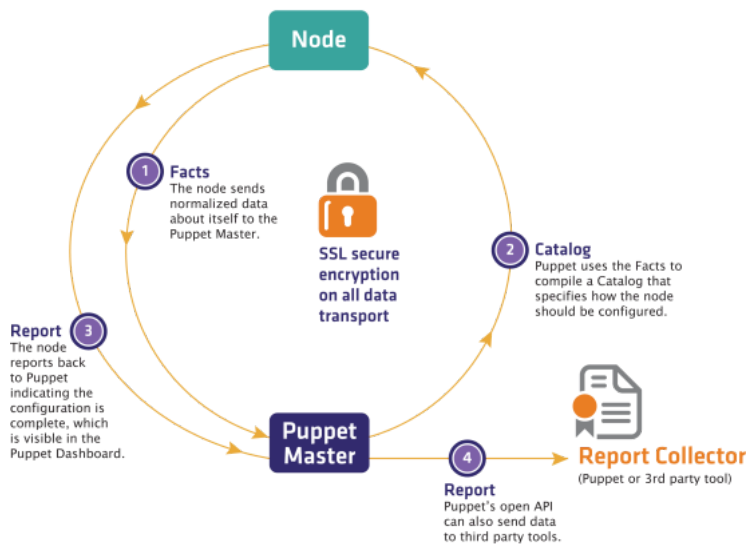 Node
1
Facts
The node sends
normalized data
about itself to the
Puppet Master.
SSL secure
encryption
on all data
transport
2
Catalog
Puppet uses the Facts to
compile a Catalog that
specifies how the node
should be configured.
Report
3
The node
reports back
to Puppet
indicating the
configuration is
complete, which
is visible in the
Puppet Dashboard.
Puppet
Master
4
Report
Puppet's open API
can also send data
to third party tools.
Report Collector
(Puppet or 3rd party tool)